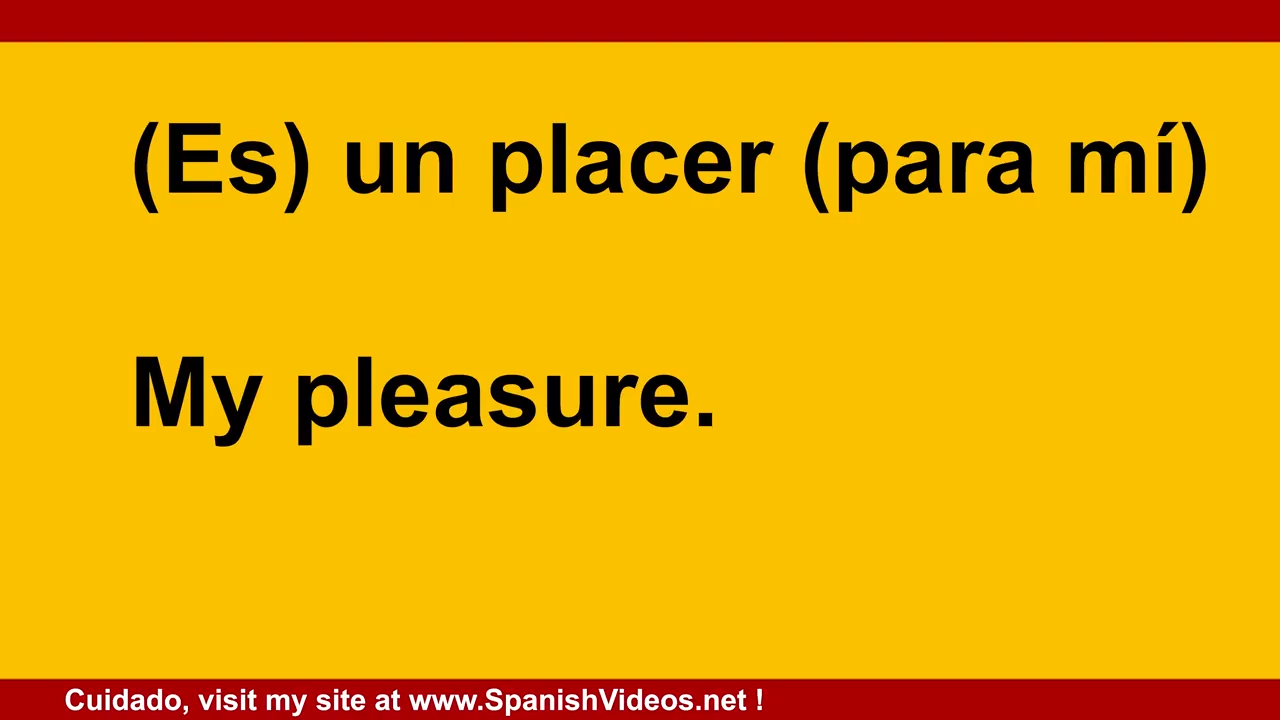 (Es) un placer (para mí)
My pleasure.
Cuidado, visit my site at www.SpanishVideos.net !